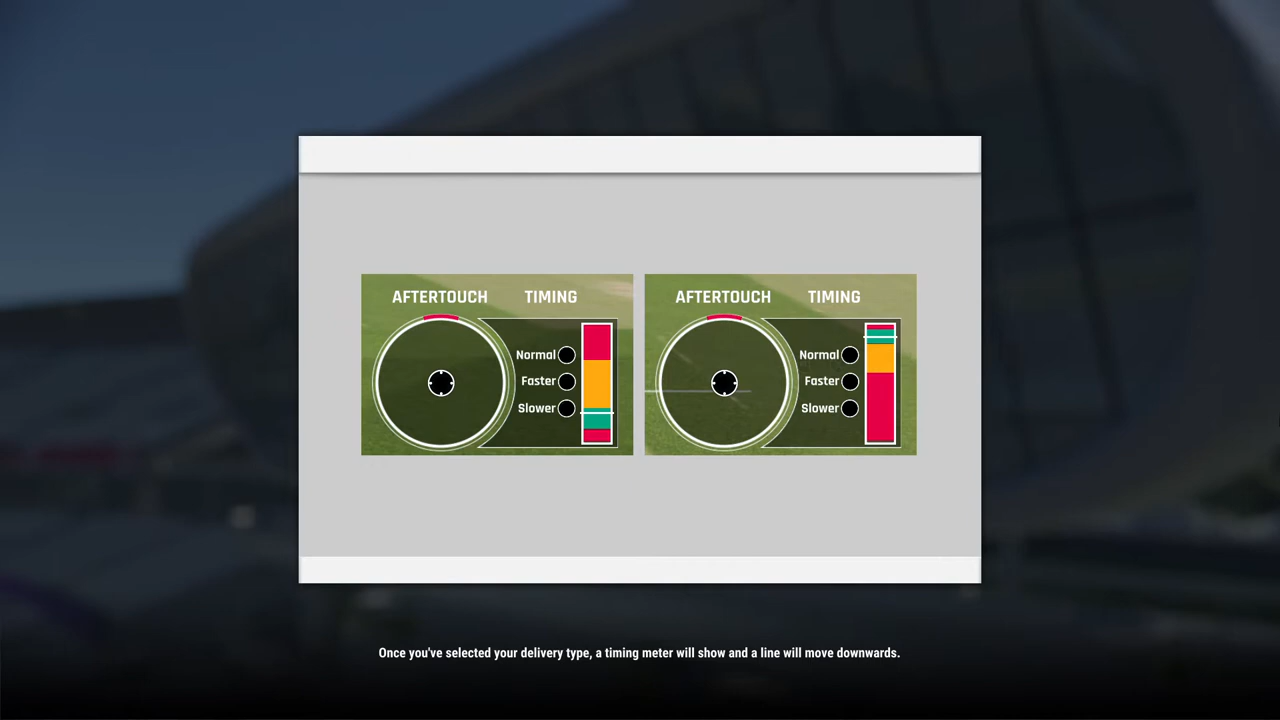 AFTERTOUCH TIMING
Normal
Faster
Slower
AFTERTOUCH TIMING
Normal
Faster
Slower
Once you've selected your delivery type, a timing meter will show and a line will move downwards.